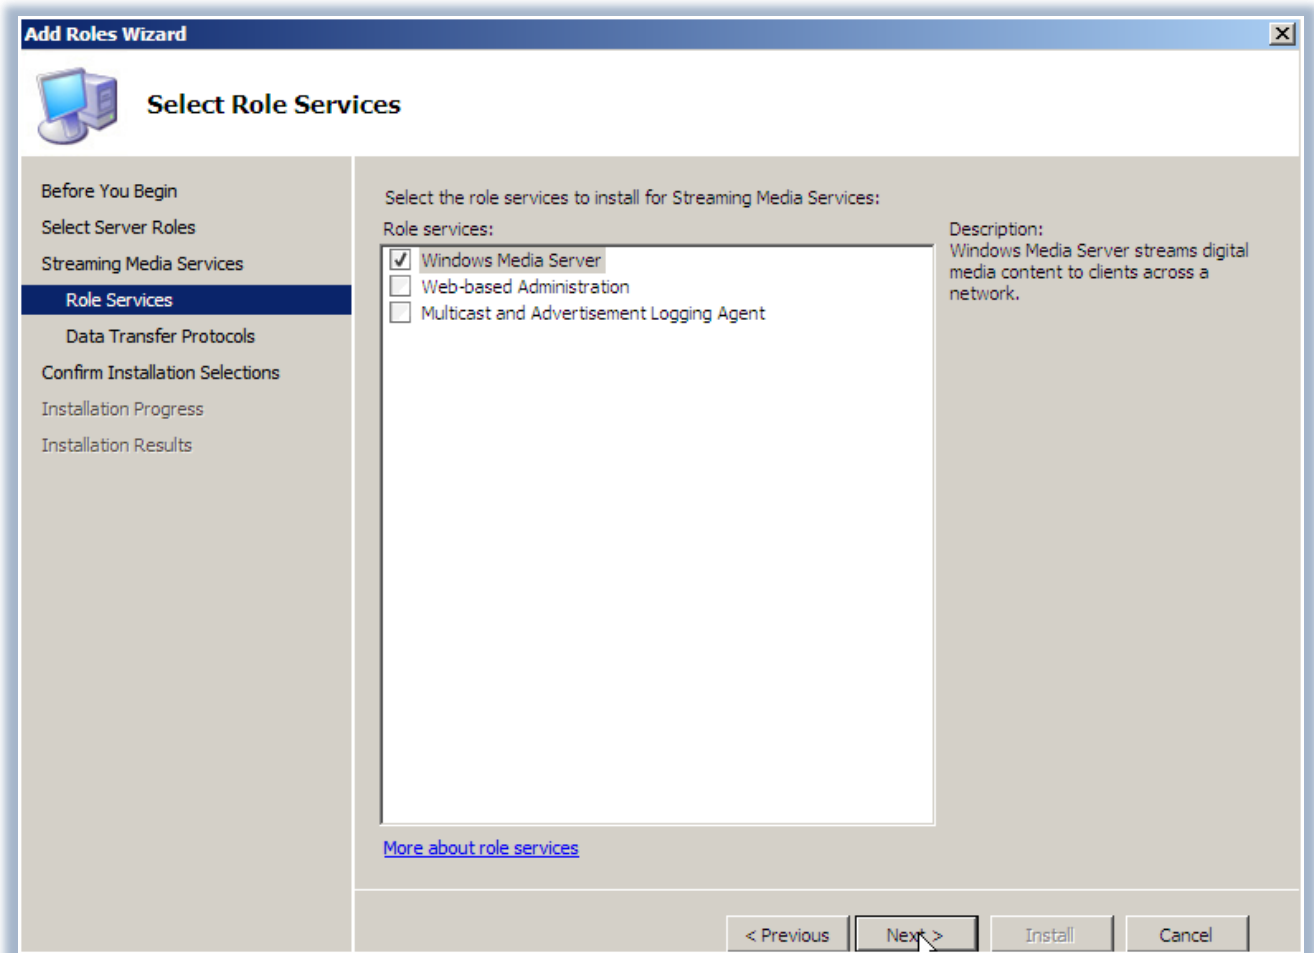 Add Roles Wizard
Select Role Services
Before You Begin
Select Server Roles
Streaming Media Services
Role Services
Data Transfer Protocols
Confirm Installation Selections
Installation Progress
Installation Results
Select the role services to install for Streaming Media Services:
Role services:
Windows Media Server
Web-based Administration
Multicast and Advertisement Logging Agent
More about role services
Description:
Windows Media Server streams digital
media content to clients across a
network.
< Previous
Next >
Install
Cancel